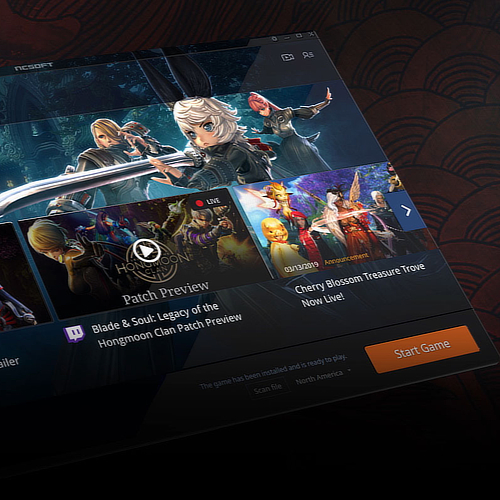 NCSOFT
LIVE
HONGMOON
CLAN
Patch Preview
03/13/2019 Announcement
ailer
Blade & Soul: Legacy of the
Hongmoon Clan Patch Preview
Cherry Blossom Treasure Trove
Now Live!
The game has been installed and is ready to play.
Scan file
North America
Start Game